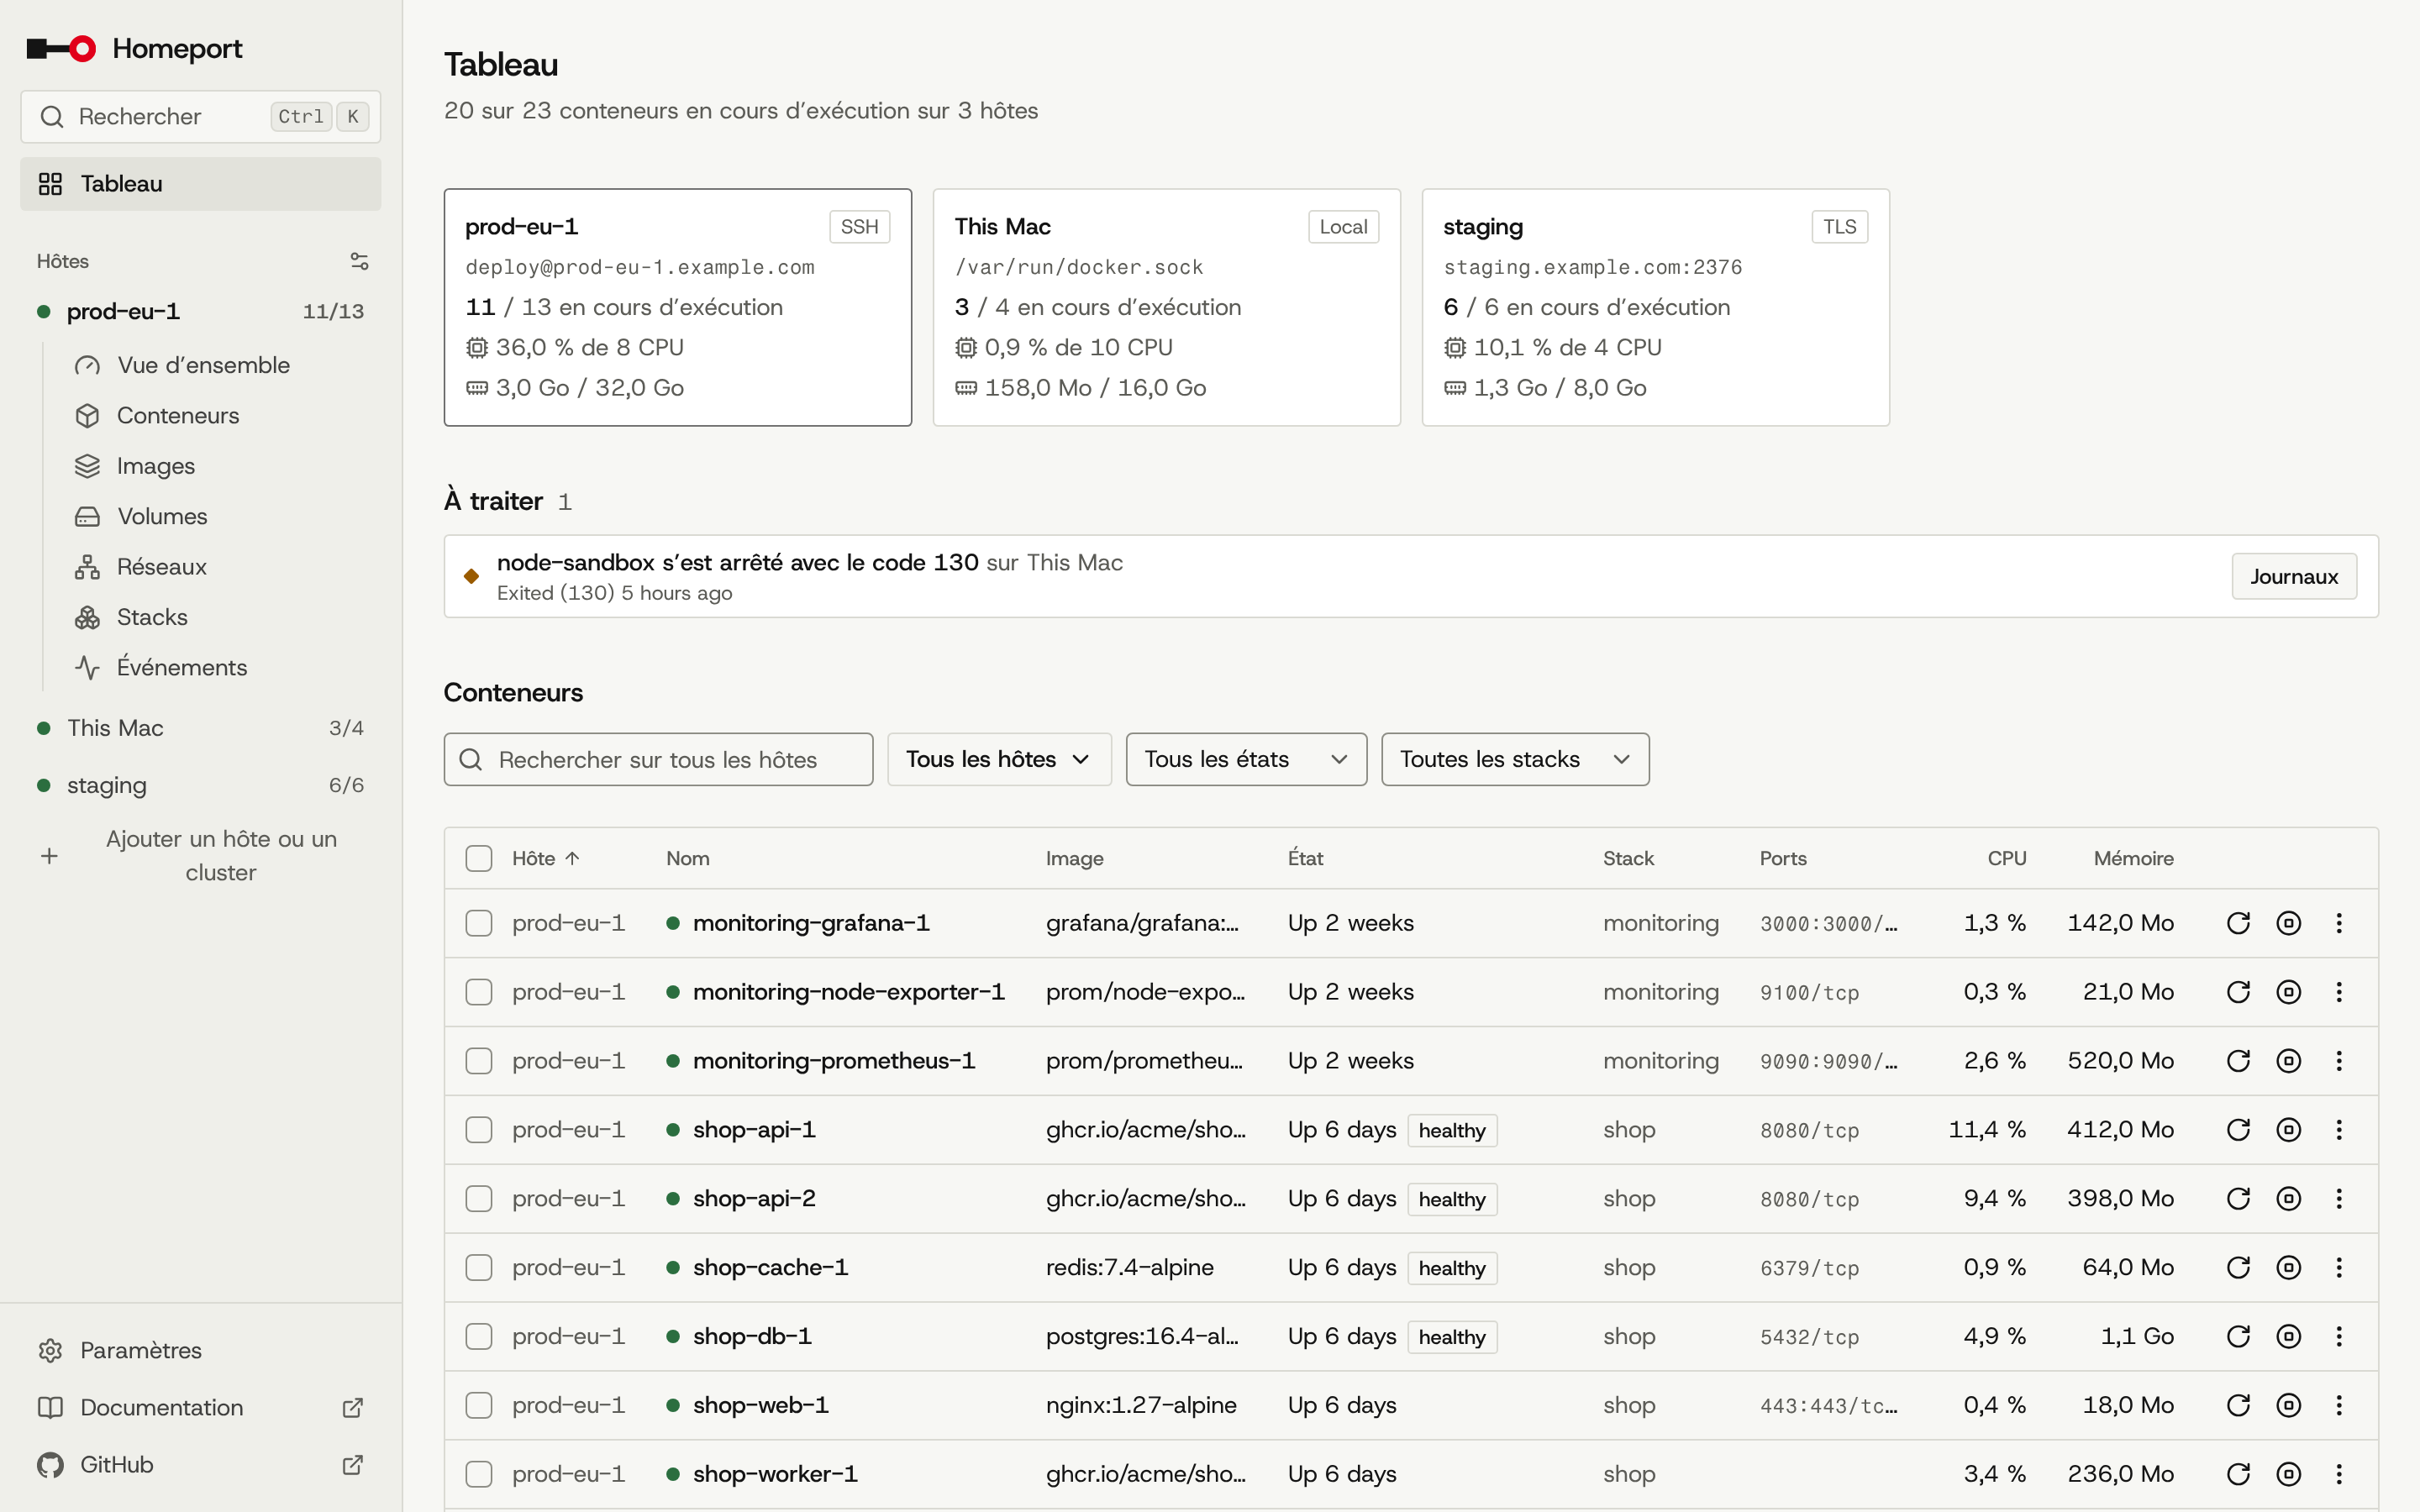 Homeport
Rechercher Ctrl K
Tableau
Hôtes
prod-eu-1 11/13
Vue d’ensemble
Conteneurs
Images
Volumes
Réseaux
Stacks
Événements
This Mac 3/4
staging 6/6
Ajouter un hôte ou un
cluster
Paramètres
Documentation
GitHub
Tableau
20 sur 23 conteneurs en cours d’exécution sur 3 hôtes
prod-eu-1 SSH
deploy@prod-eu-1.example.com
11 / 13 en cours d’exécution
36,0 % de 8 CPU
3,0 Go / 32,0 Go
This Mac Local
/var/run/docker.sock
3 / 4 en cours d’exécution
0,9 % de 10 CPU
158,0 Mo / 16,0 Go
staging TLS
staging.example.com:2376
6 / 6 en cours d’exécution
10,1 % de 4 CPU
1,3 Go / 8,0 Go
À traiter 1
node-sandbox s’est arrêté avec le code 130 sur This Mac
Exited (130) 5 hours ago
Journaux
Conteneurs
Rechercher sur tous les hôtes Tous les hôtes Tous les états Toutes les stacks
Hôte Nom Image État Stack Ports CPU Mémoire
prod-eu-1 monitoring-grafana-1 grafana/grafana:... Up 2 weeks monitoring 3000:3000/... 1,3 % 142,0 Mo
prod-eu-1 monitoring-node-exporter-1 prom/node-expo... Up 2 weeks monitoring 9100/tcp 0,3 % 21,0 Mo
prod-eu-1 monitoring-prometheus-1 prom/prometheu... Up 2 weeks monitoring 9090:9090/... 2,6 % 520,0 Mo
prod-eu-1 shop-api-1 ghcr.io/acme/sho... Up 6 days healthy shop 8080/tcp 11,4 % 412,0 Mo
prod-eu-1 shop-api-2 ghcr.io/acme/sho... Up 6 days healthy shop 8080/tcp 9,4 % 398,0 Mo
prod-eu-1 shop-cache-1 redis:7.4-alpine Up 6 days healthy shop 6379/tcp 0,9 % 64,0 Mo
prod-eu-1 shop-db-1 postgres:16.4-al... Up 6 days healthy shop 5432/tcp 4,9 % 1,1 Go
prod-eu-1 shop-web-1 nginx:1.27-alpine Up 6 days shop 443:443/tc... 0,4 % 18,0 Mo
prod-eu-1 shop-worker-1 ghcr.io/acme/sho... Up 6 days shop 3,4 % 236,0 Mo